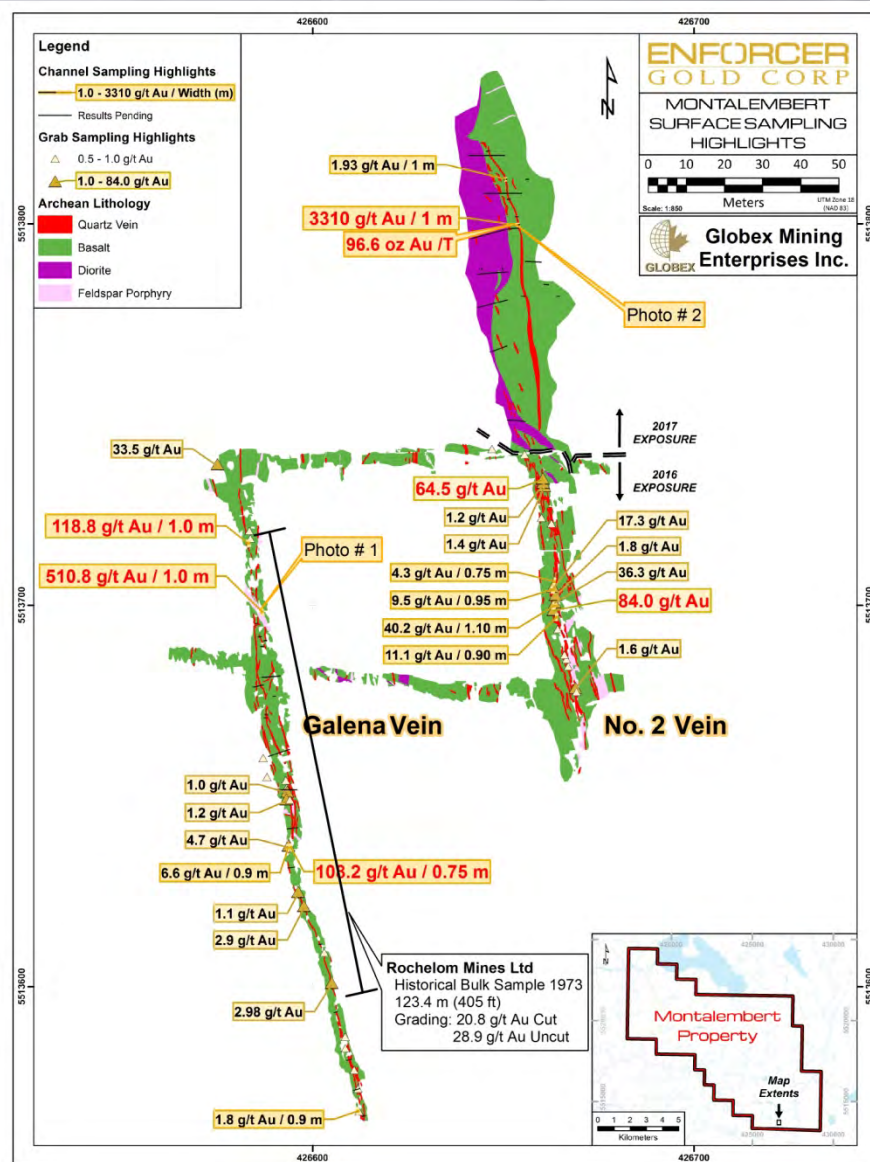 426600
426700
Legend
Channel Sampling Highlights
1.0 - 3310 g/t Au / Width (m)
Results Pending
Grab Sampling Highlights
0.5 - 1.0 g/t Au
1.0 - 84.0 g/t Au
Archean Lithology
Quartz Vein
Basalt
Diorite
Feldspar Porphyry
N
ENFORCER
GOLD CORP
MONTALEMBERT
SURFACE SAMPLING
HIGHLIGHTS
0 10 20 30 40 50
Meters
Scale: 1:850
UTM Zone 18
(NAD 83)
GLOBEX
Globex Mining
Enterprises Inc.
5513800
5513800
1.93 g/t Au / 1 m
3310 g/t Au / 1 m
96.6 oz Au /T
Photo # 2
2017
EXPOSURE
2016
EXPOSURE
33.5 g/t Au
64.5 g/t Au
1.2 g/t Au
1.4 g/t Au
17.3 g/t Au
1.8 g/t Au
36.3 g/t Au
84.0 g/t Au
118.8 g/t Au / 1.0 m
Photo # 1
510.8 g/t Au / 1.0 m
4.3 g/t Au / 0.75 m
9.5 g/t Au / 0.95 m
40.2 g/t Au / 1.10 m
11.1 g/t Au / 0.90 m
1.6 g/t Au
5513700
5513700
Galena Vein
No. 2 Vein
1.0 g/t Au
1.2 g/t Au
4.7 g/t Au
6.6 g/t Au / 0.9 m
103.2 g/t Au / 0.75 m
1.1 g/t Au
2.9 g/t Au
2.98 g/t Au
1.8 g/t Au / 0.9 m
Rochelom Mines Ltd
Historical Bulk Sample 1973
123.4 m (405 ft)
Grading: 20.8 g/t Au Cut
28.9 g/t Au Uncut
5513600
5513600
Montalembert
Property
Map
Extents
0 1 2 3 4 5
Kilometers
426600
426700